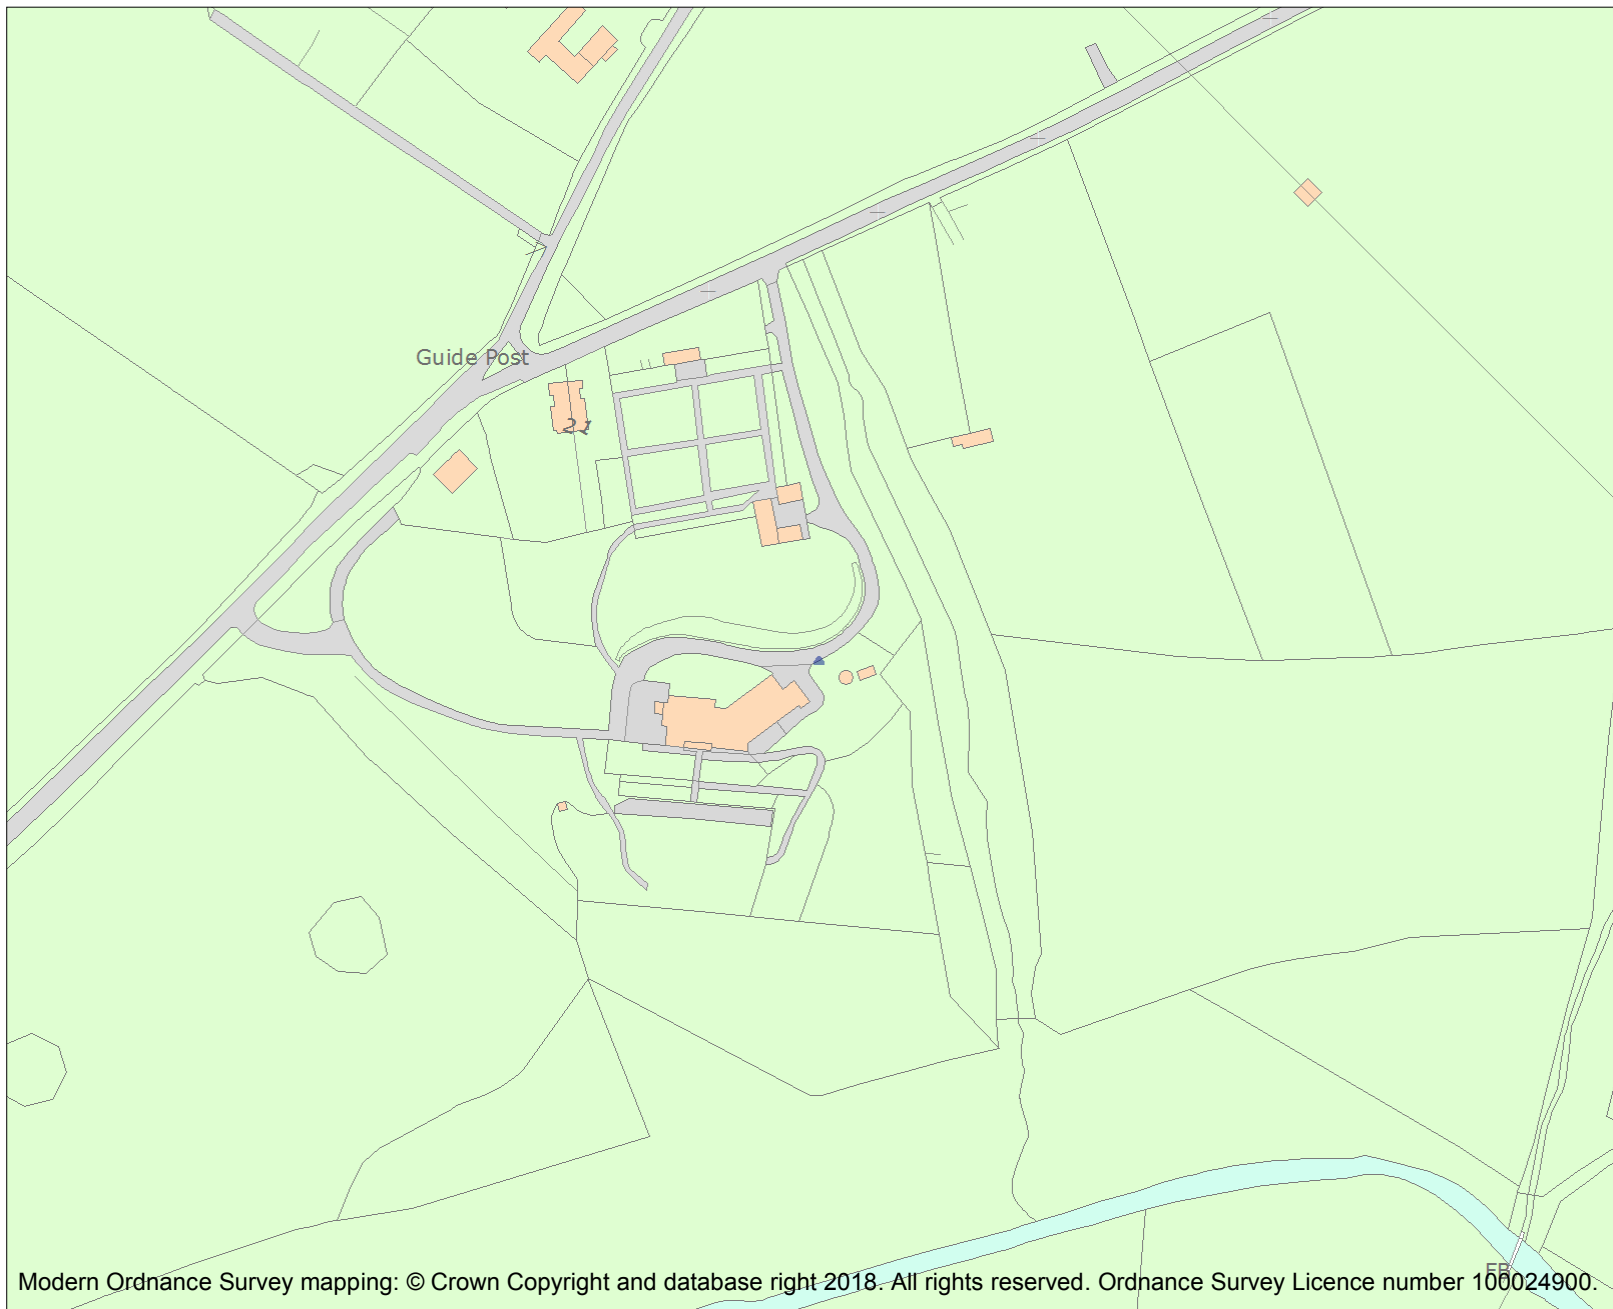 Guide Post
21
FB
Modern Ordnance Survey mapping: © Crown Copyright and database right 2018. All rights reserved. Ordnance Survey Licence number 100024900.